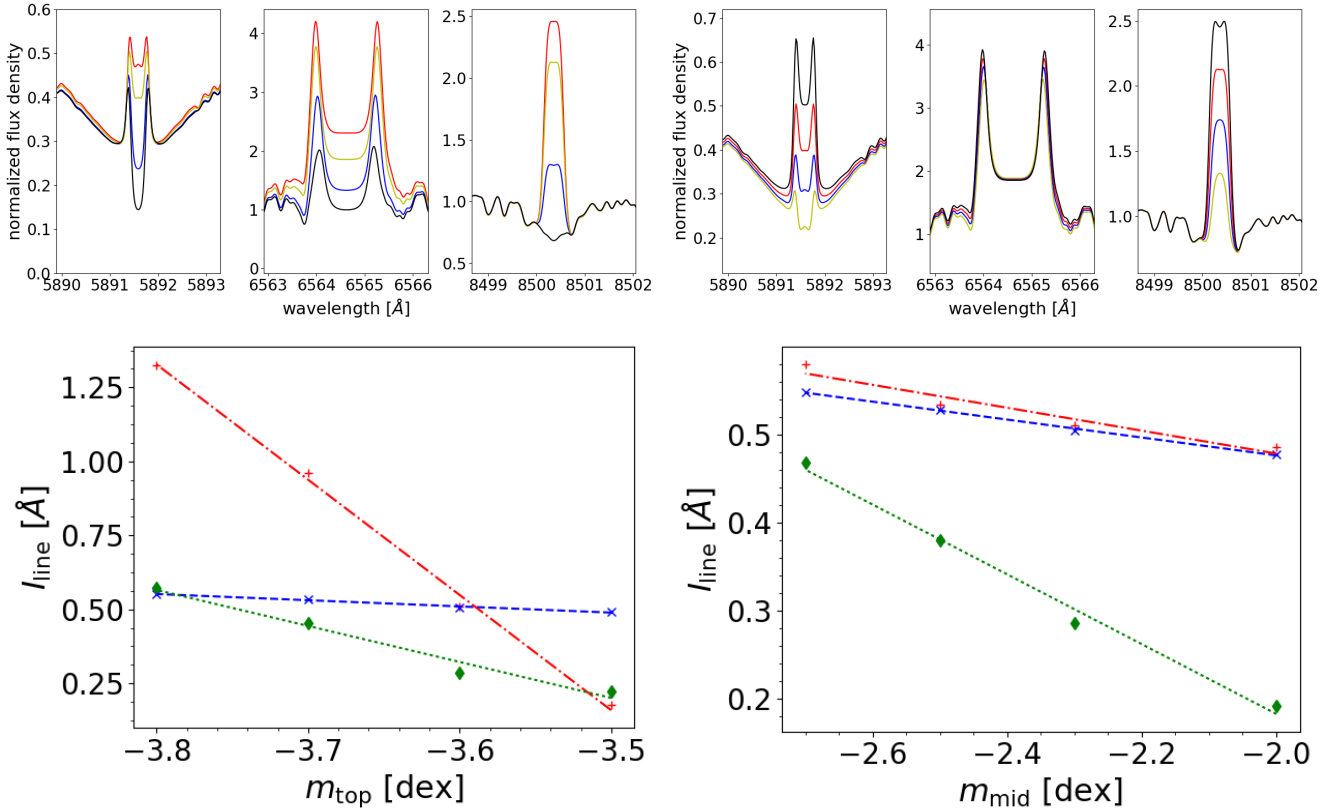 normalized flux density
0.6
0.5
0.4
0.3
0.2
0.1
0.0
5890 5891 5892 5893
4
3
2
1
0
6563 6564 6565 6566
2.5
2.0
1.5
1.0
0.5
8499 8500 8501 8502
wavelength [Å]
normalized flux density
0.7
0.6
0.5
0.4
0.3
0.2
5890 5891 5892 5893
4
3
2
1
6563 6564 6565 6566
2.5
2.0
1.5
1.0
8499 8500 8501 8502
wavelength [Å]
I_line [Å]
1.25
1.00
0.75
0.50
0.25
−3.8 −3.7 −3.6 −3.5
m_top [dex]
I_line [Å]
0.5
0.4
0.3
0.2
−2.6 −2.4 −2.2 −2.0
m_mid [dex]